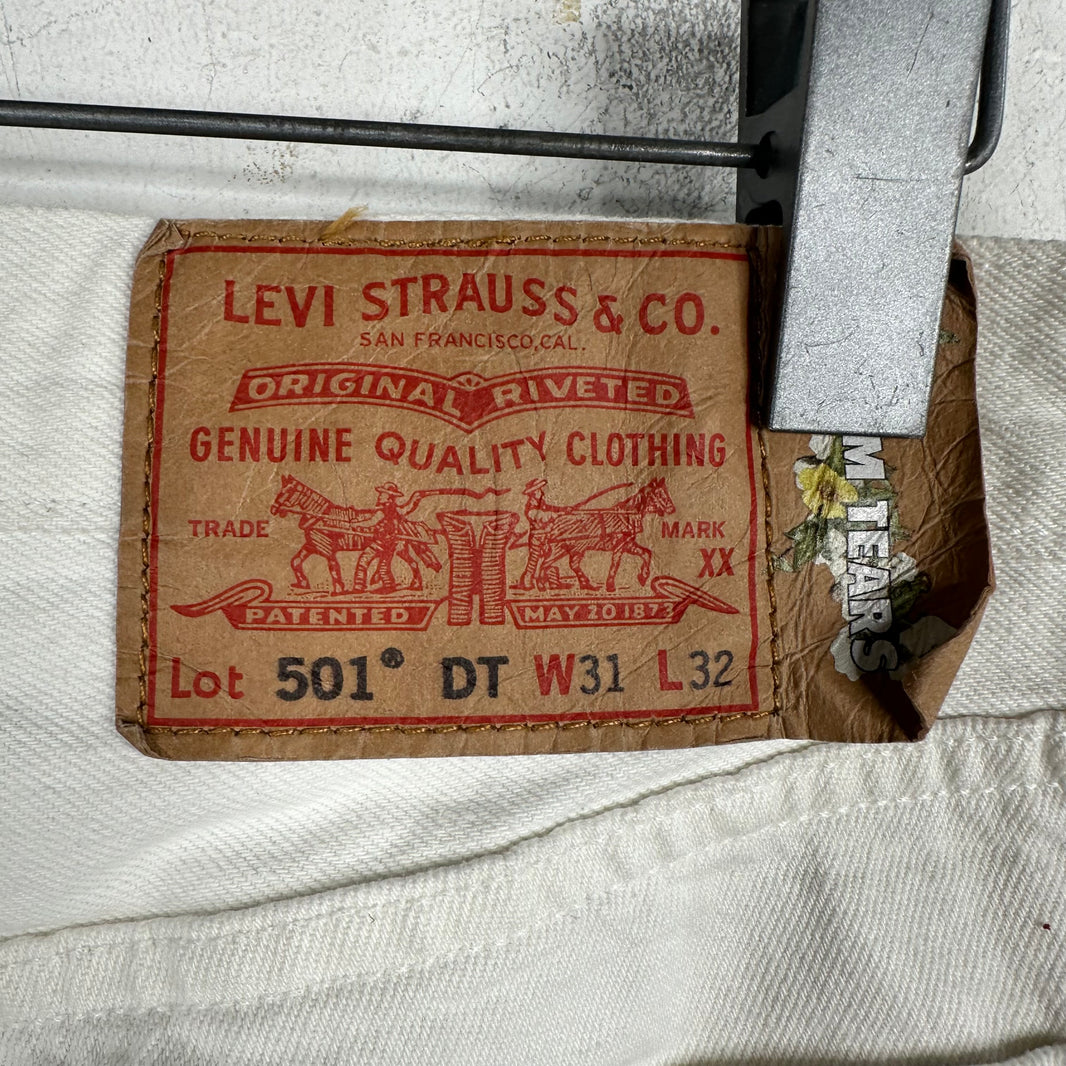 LEVI STRAUSS & CO.
SAN FRANCISCO, CAL.
ORIGINAL RIVETED
GENUINE QUALITY CLOTHING
TRADE MARK
XX
PATENTED MAY 20 1873
Lot 501® DT W31 L32
M TEARS